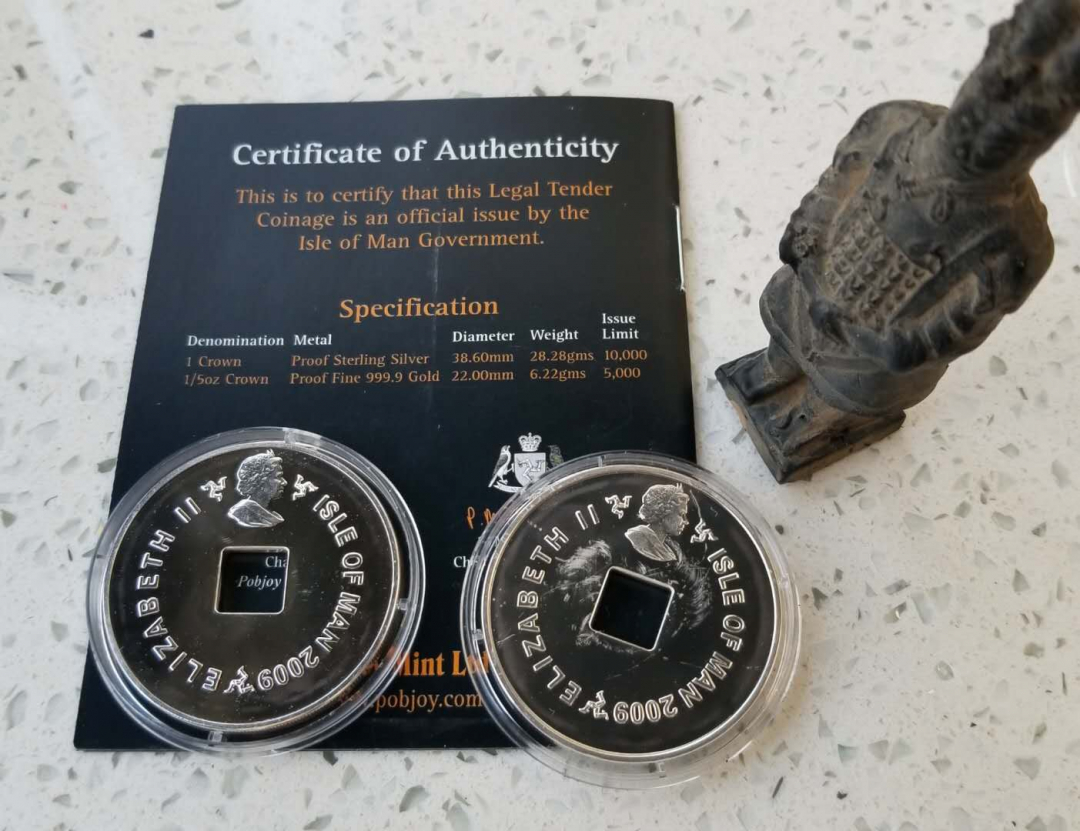 Certificate of Authenticity
This is to certify that this Legal Tender
Coinage is an official issue by the
Isle of Man Government.
Specification
Denomination Metal Diameter Weight Issue Limit
1 Crown Proof Sterling Silver 38.60mm 28.28gms 10,000
1/5oz Crown Proof Fine 999.9 Gold 22.00mm 6.22gms 5,000
Pobjoy
Mint
pobjoy.com
ELIZABETH II
ISLE OF MAN 2009
ELIZABETH II
ISLE OF MAN 2009